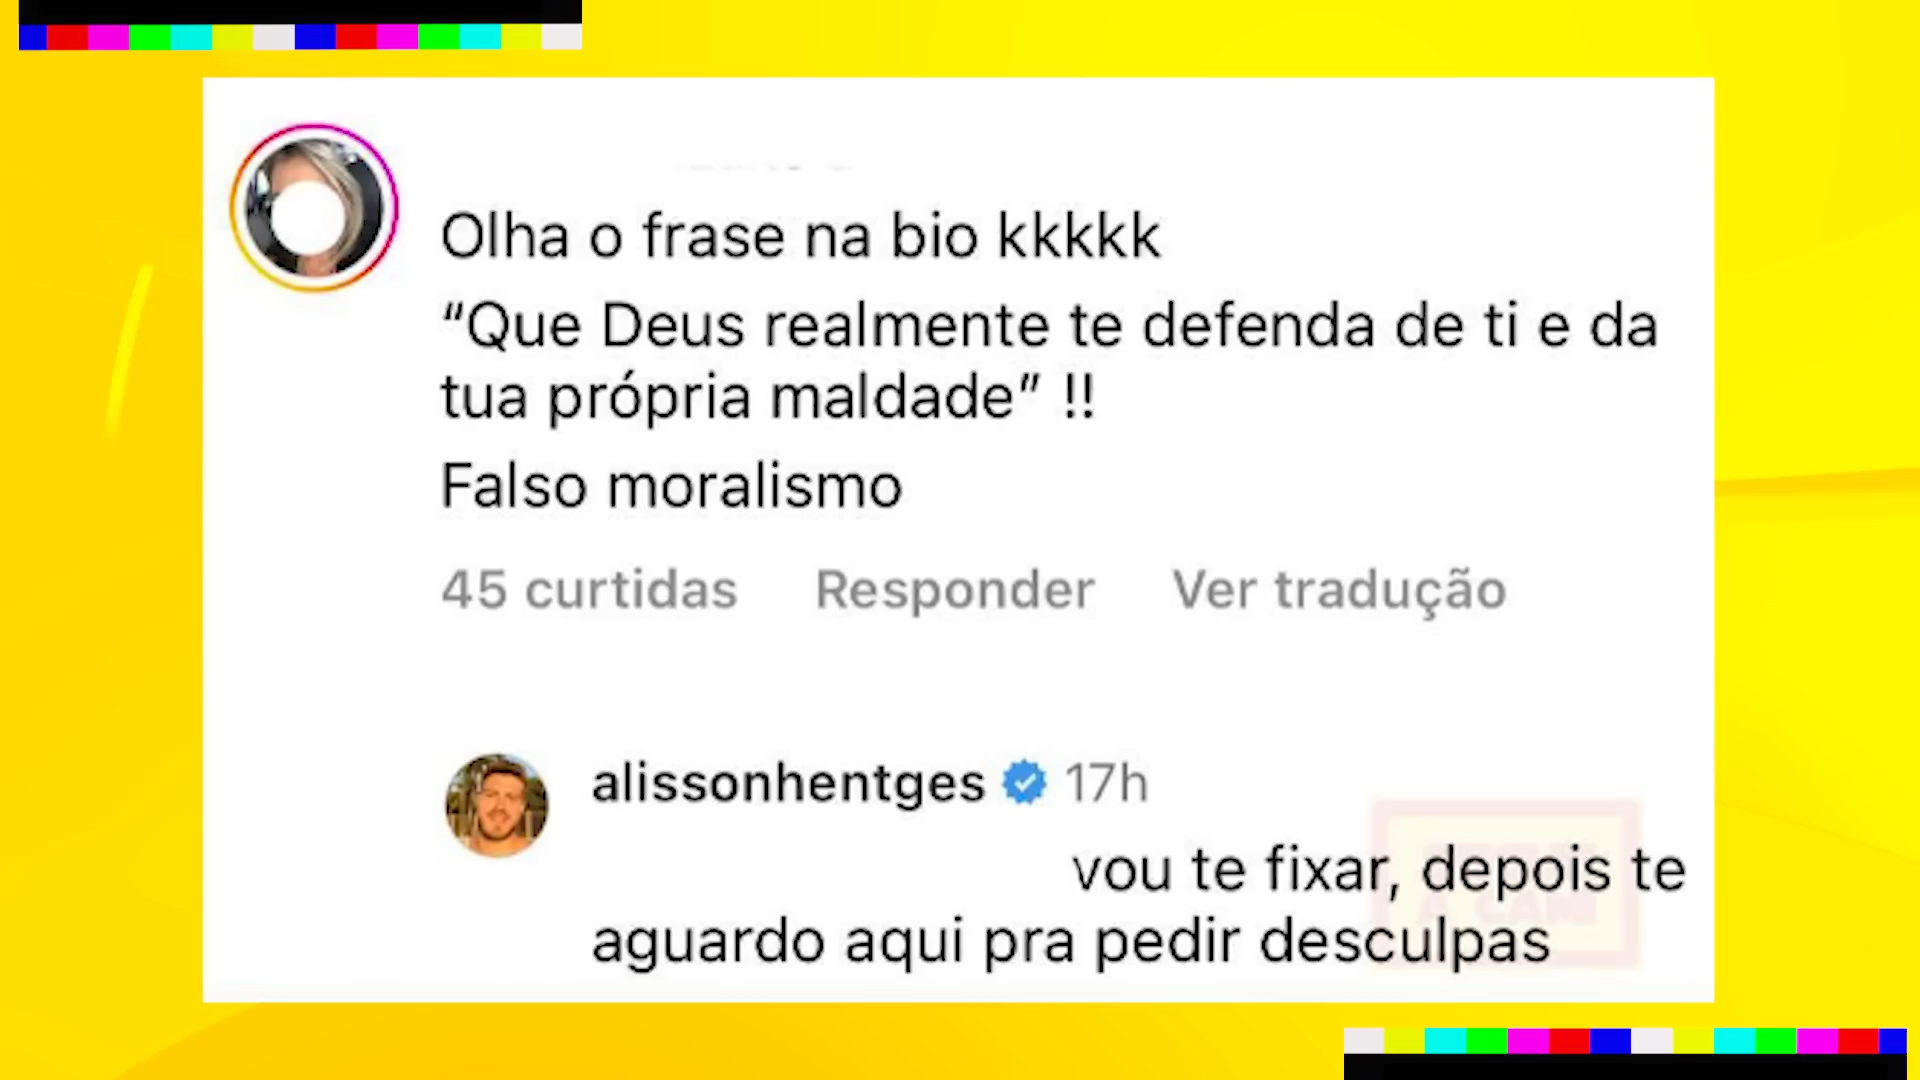 Olha o frase na bio kkkkk
“Que Deus realmente te defenda de ti e da
tua própria maldade” !!
Falso moralismo
45 curtidas Responder Ver tradução
alissonhentges 17h
vou te fixar, depois te
aguardo aqui pra pedir desculpas